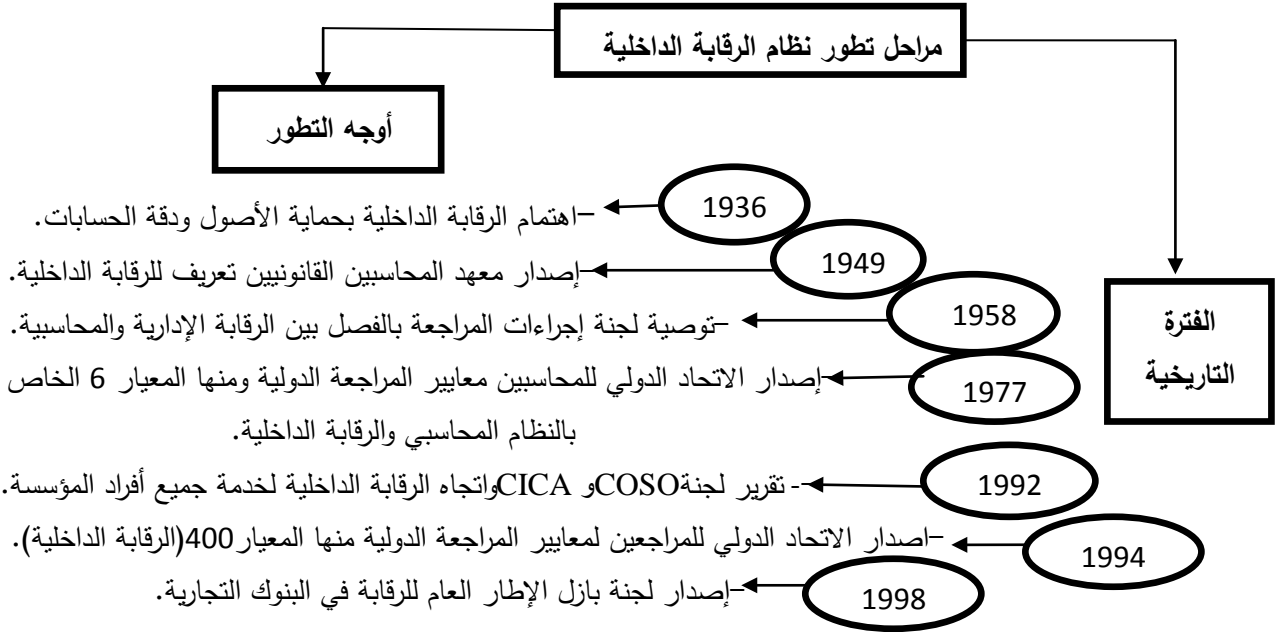 مراحل تطور نظام الرقابة الداخلية
أوجه التطور
الفترة
التاريخية
1936
–اهتمام الرقابة الداخلية بحماية الأصول ودقة الحسابات.
1949
–إصدار معهد المحاسبين القانونيين تعريف للرقابة الداخلية.
1958
–توصية لجنة إجراءات المراجعة بالفصل بين الرقابة الإدارية والمحاسبية.
1977
–إصدار الاتحاد الدولي للمحاسبين معايير المراجعة الدولية ومنها المعيار 6 الخاص
بالنظام المحاسبي والرقابة الداخلية.
1992
-- تقرير لجنةCOSOو CICAواتجاه الرقابة الداخلية لخدمة جميع أفراد المؤسسة.
1994
–اصدار الاتحاد الدولي للمراجعين لمعايير المراجعة الدولية منها المعيار400(الرقابة الداخلية).
1998
–إصدار لجنة بازل الإطار العام للرقابة في البنوك التجارية.